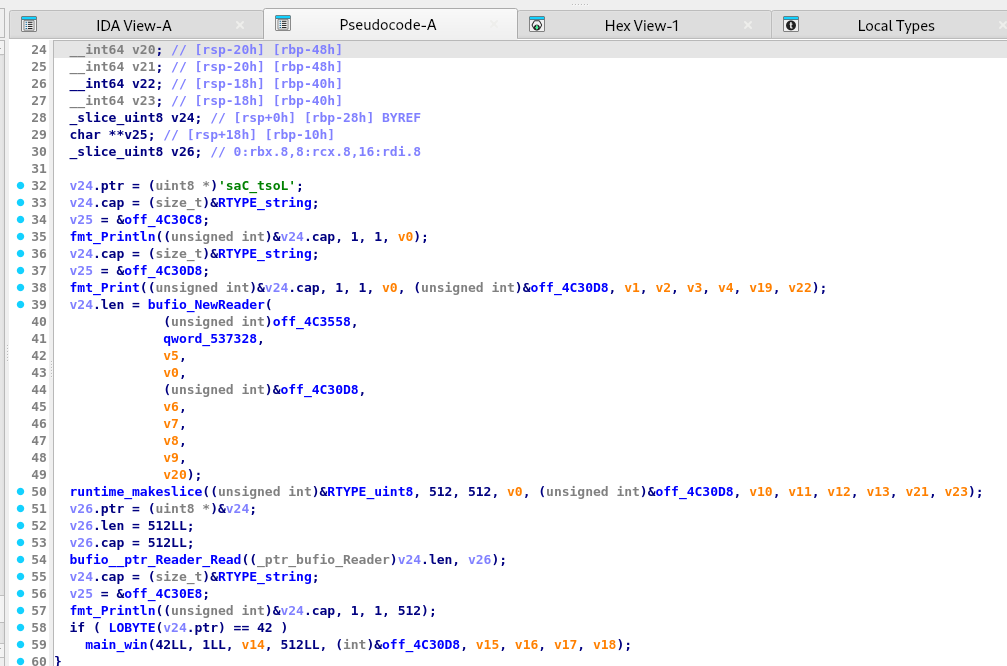 IDA View-A × Pseudocode-A × Hex View-1 × Local Types ×
24 __int64 v20; // [rsp-20h] [rbp-48h]
25 __int64 v21; // [rsp-20h] [rbp-48h]
26 __int64 v22; // [rsp-18h] [rbp-40h]
27 __int64 v23; // [rsp-18h] [rbp-40h]
28 _slice_uint8 v24; // [rsp+0h] [rbp-28h] BYREF
29 char **v25; // [rsp+18h] [rbp-10h]
30 _slice_uint8 v26; // 0:rbx.8,8:rcx.8,16:rdi.8
31
32 v24.ptr = (uint8 *)'saC_tsoL';
33 v24.cap = (size_t)&RTYPE_string;
34 v25 = &off_4C30C8;
35 fmt_Println((unsigned int)&v24.cap, 1, 1, v0);
36 v24.cap = (size_t)&RTYPE_string;
37 v25 = &off_4C30D8;
38 fmt_Print((unsigned int)&v24.cap, 1, 1, v0, (unsigned int)&off_4C30D8, v1, v2, v3, v4, v19, v22);
39 v24.len = bufio_NewReader(
40 (unsigned int)off_4C3558,
41 qword_537328,
42 v5,
43 v0,
44 (unsigned int)&off_4C30D8,
45 v6,
46 v7,
47 v8,
48 v9,
49 v20);
50 runtime_makeslice((unsigned int)&RTYPE_uint8, 512, 512, v0, (unsigned int)&off_4C30D8, v10, v11, v12, v13, v21, v23);
51 v26.ptr = (uint8 *)&v24;
52 v26.len = 512LL;
53 v26.cap = 512LL;
54 bufio__ptr_Reader_Read((_ptr_bufio_Reader)v24.len, v26);
55 v24.cap = (size_t)&RTYPE_string;
56 v25 = &off_4C30E8;
57 fmt_Println((unsigned int)&v24.cap, 1, 1, 512);
58 if ( LOBYTE(v24.ptr) == 42 )
59 main_win(42LL, 1LL, v14, 512LL, (int)&off_4C30D8, v15, v16, v17, v18);
60 }